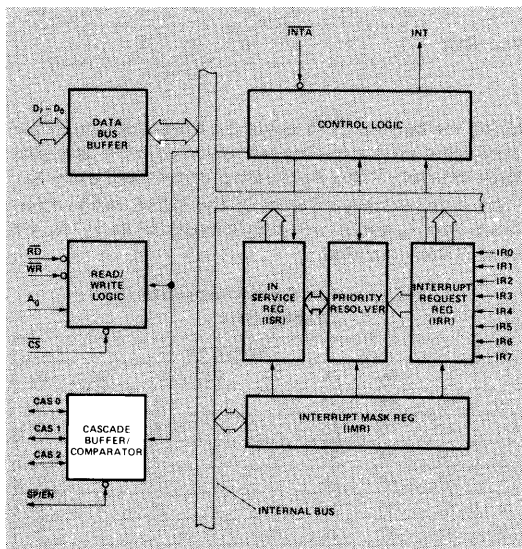 INTA
INT
D7 – D0
DATA
BUS
BUFFER
CONTROL LOGIC
RD
WR
A0
CS
READ/
WRITE
LOGIC
IN
SERVICE
REG
(ISR)
PRIORITY
RESOLVER
INTERRUPT
REQUEST
REG
(IRR)
IR0
IR1
IR2
IR3
IR4
IR5
IR6
IR7
CAS 0
CAS 1
CAS 2
CASCADE
BUFFER/
COMPARATOR
SP/EN
INTERRUPT MASK REG
(IMR)
INTERNAL BUS